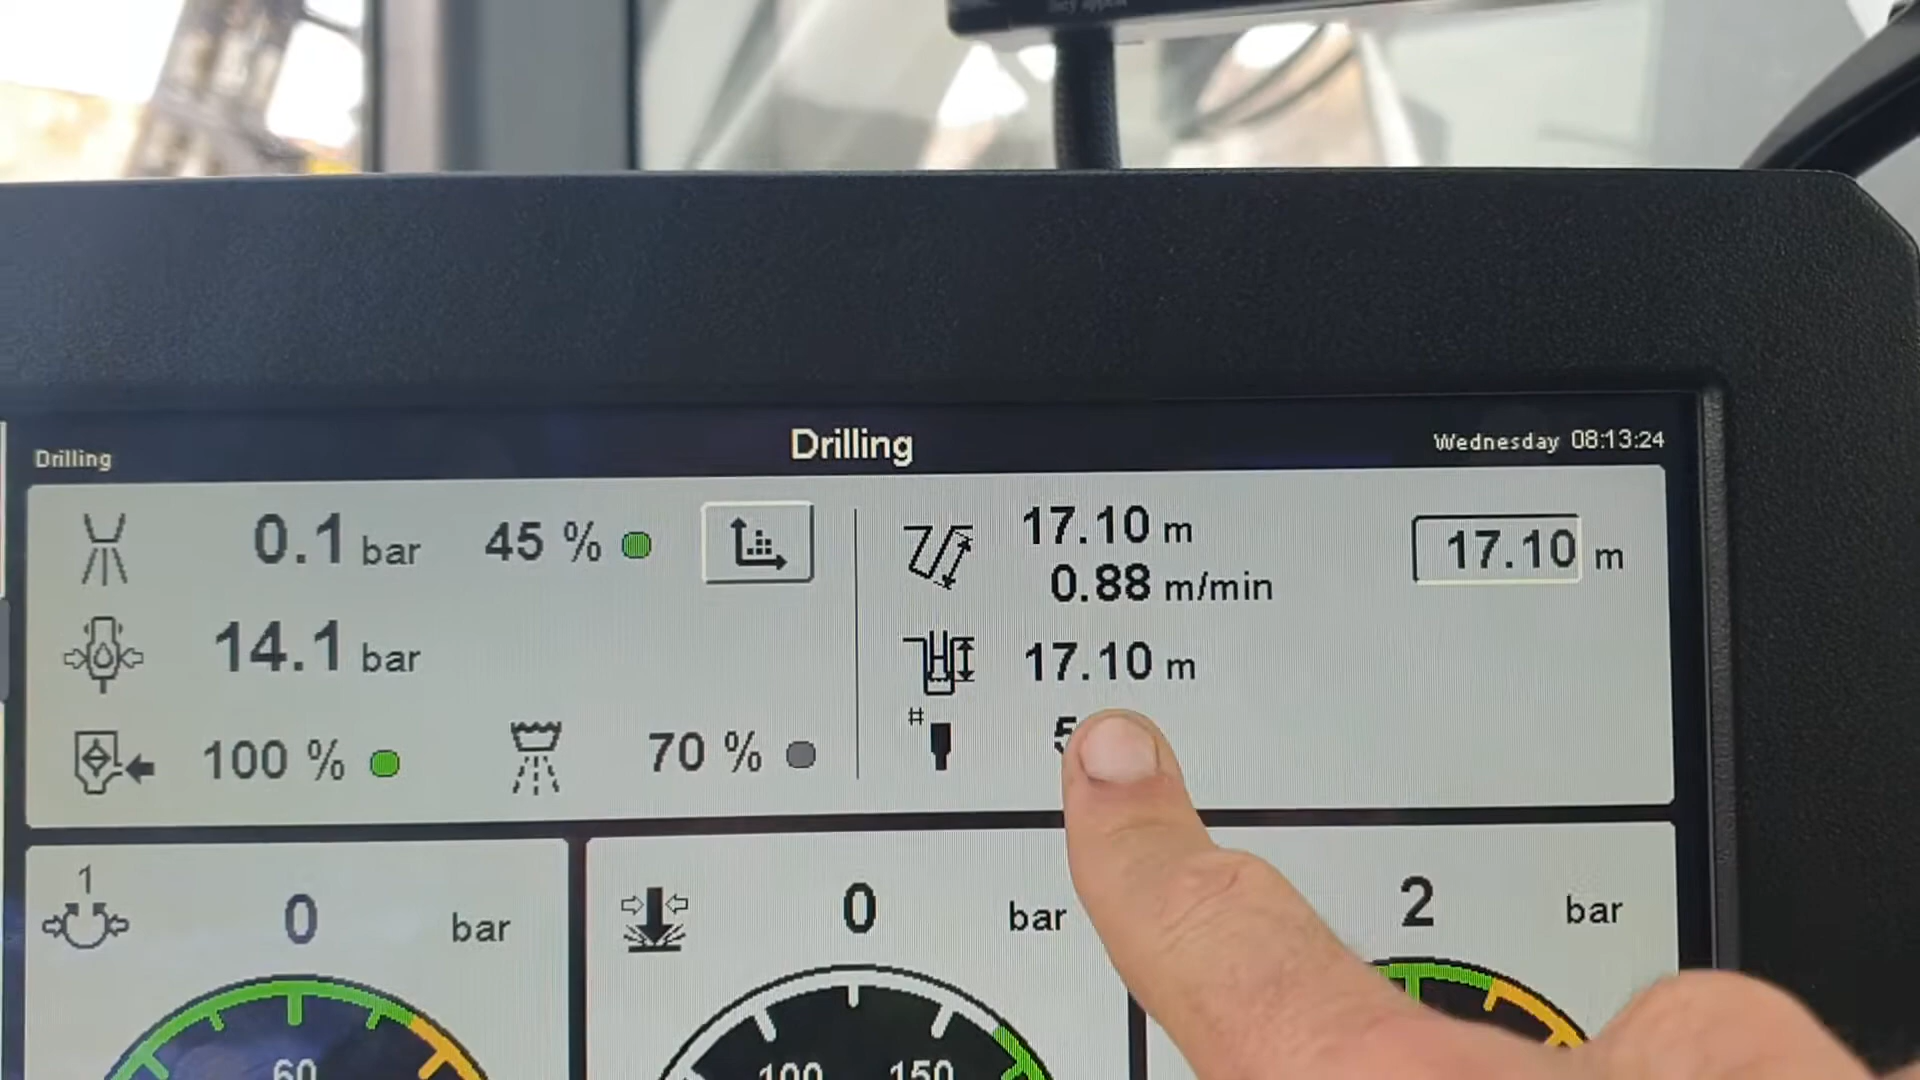 Drilling
Drilling
Wednesday 08:13:24
0.1 bar 45 %
17.10 m
17.10 m
0.88 m/min
14.1 bar
17.10 m
100 %
70 %
#
5
1
0 bar
0 bar
2 bar
60
100 150